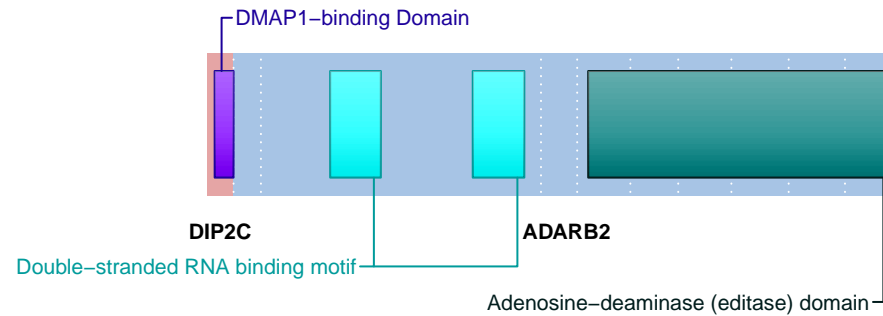 DMAP1−binding Domain
DIP2C
ADARB2
Double−stranded RNA binding motif
Adenosine−deaminase (editase) domain